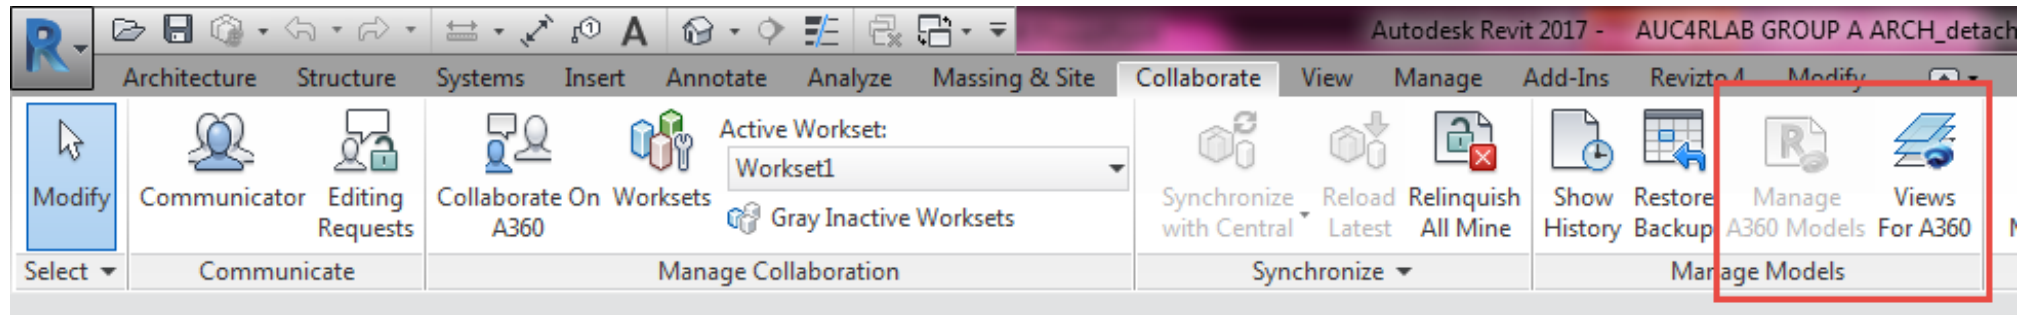 Autodesk Revit 2017 - AUC4RLAB GROUP A ARCH_detach
Architecture Structure Systems Insert Annotate Analyze Massing & Site Collaborate View Manage Add-Ins Revizto 4 Modify
Modify
Communicator
Editing
Requests
Collaborate On
A360
Worksets
Active Workset:
Workset1
Gray Inactive Worksets
Synchronize
with Central
Reload
Latest
Relinquish
All Mine
Show
History
Restore
Backup
Manage
A360 Models
Views
For A360
Select Communicate Manage Collaboration Synchronize Manage Models